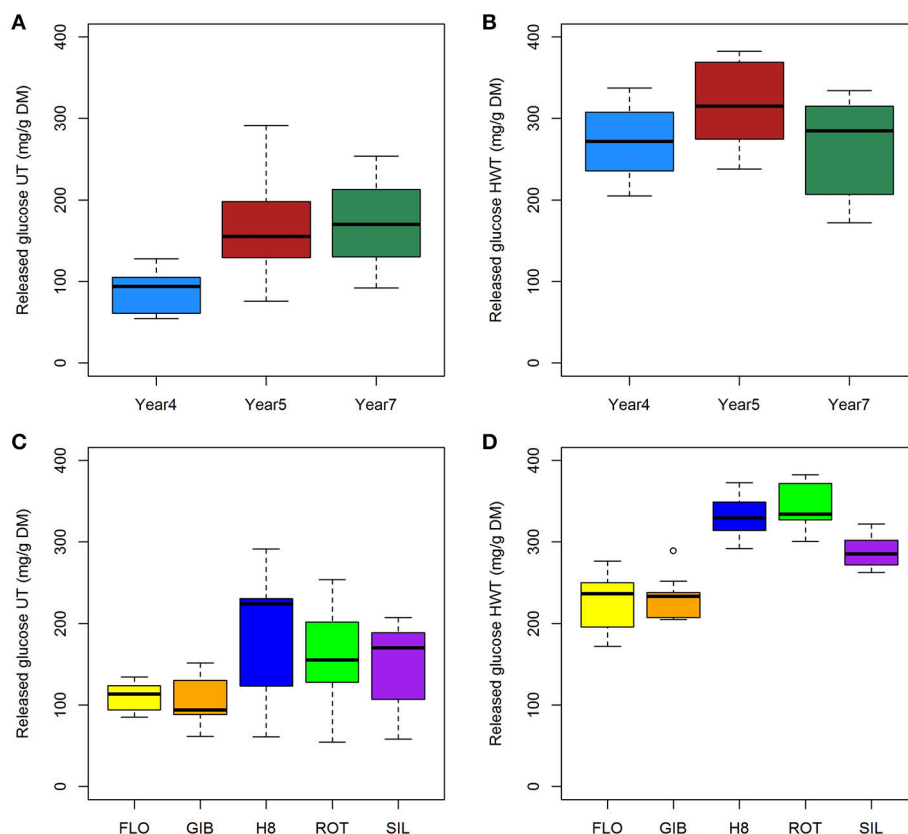 A
Released glucose UT (mg/g DM)
400
300
200
100
0
Year4 Year5 Year7
B
Released glucose HWT (mg/g DM)
400
300
200
100
0
Year4 Year5 Year7
C
Released glucose UT (mg/g DM)
400
300
200
100
0
FLO GIB H8 ROT SIL
D
Released glucose HWT (mg/g DM)
400
300
200
100
0
FLO GIB H8 ROT SIL